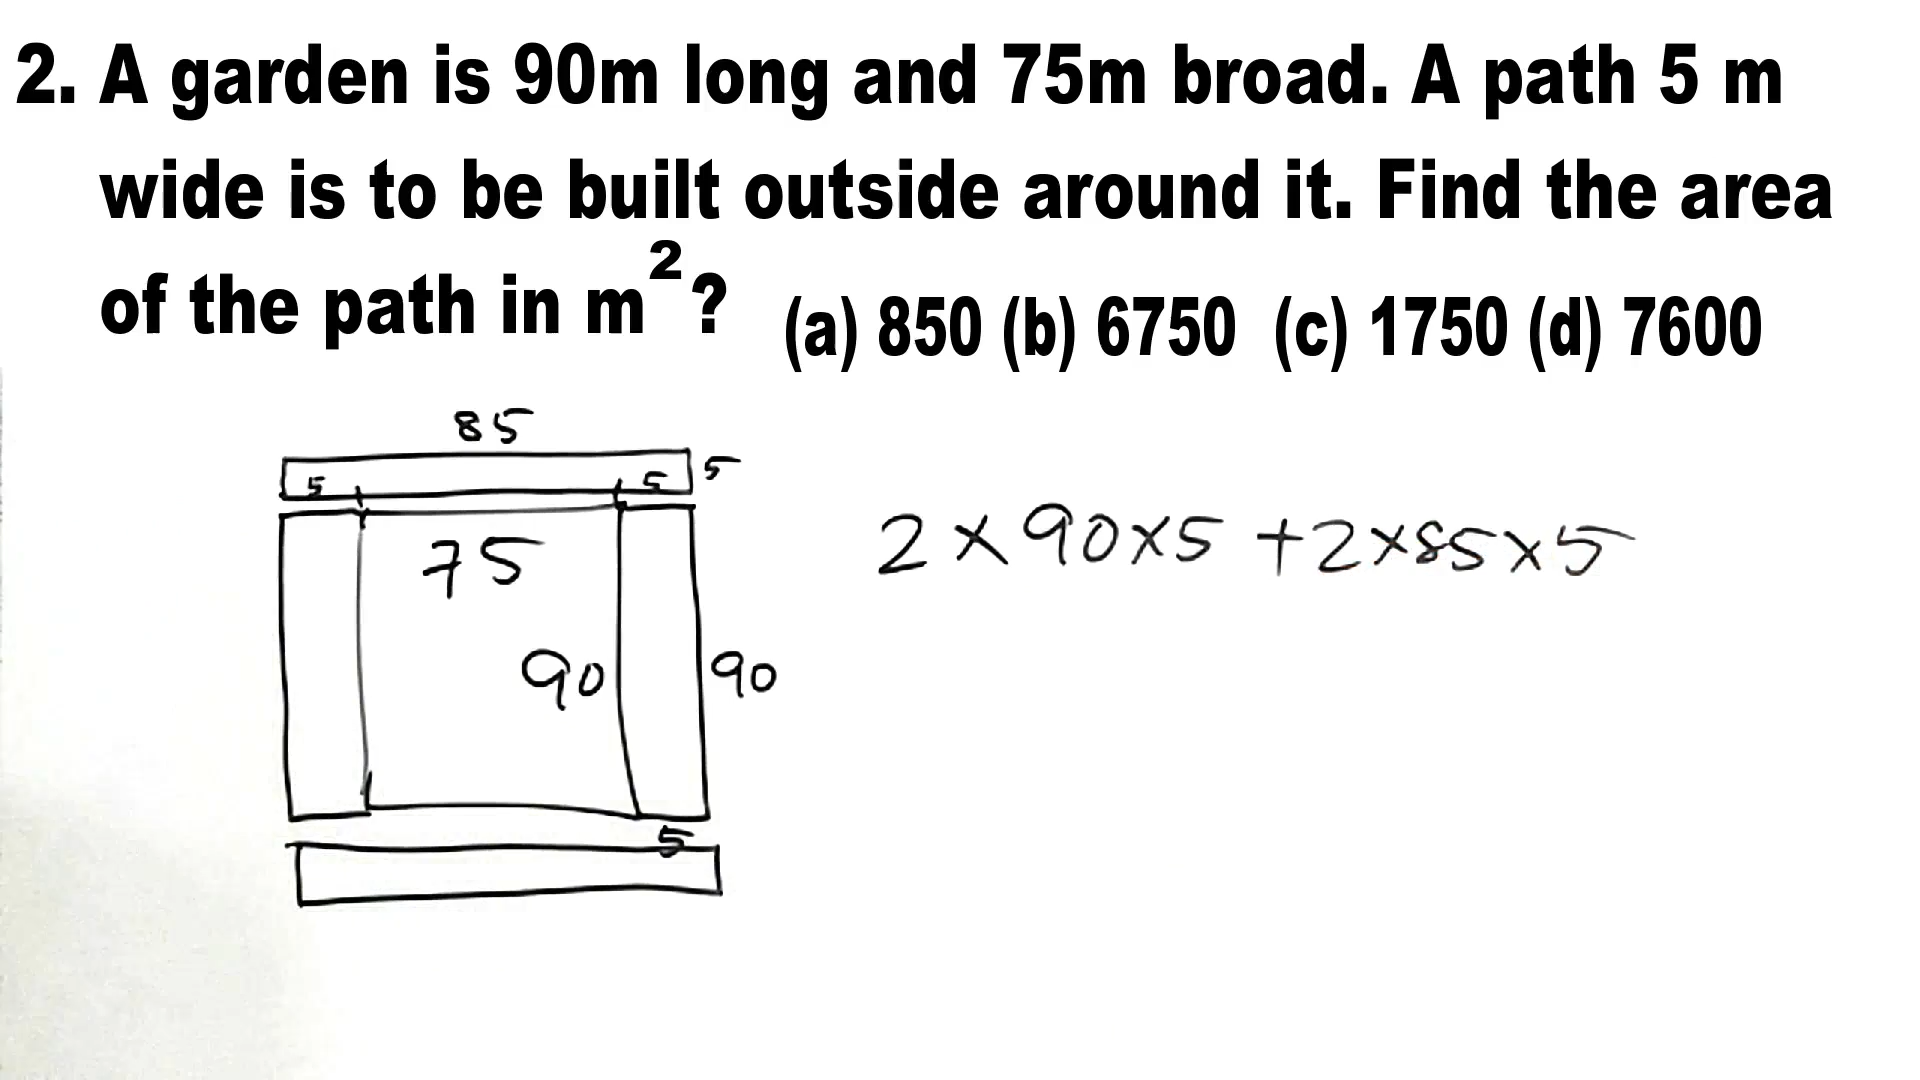 2. A garden is 90m long and 75m broad. A path 5 m
wide is to be built outside around it. Find the area
of the path in m²?
(a) 850 (b) 6750 (c) 1750 (d) 7600
85
5 5 5
75
90 90
5
2×90×5+2×85×5